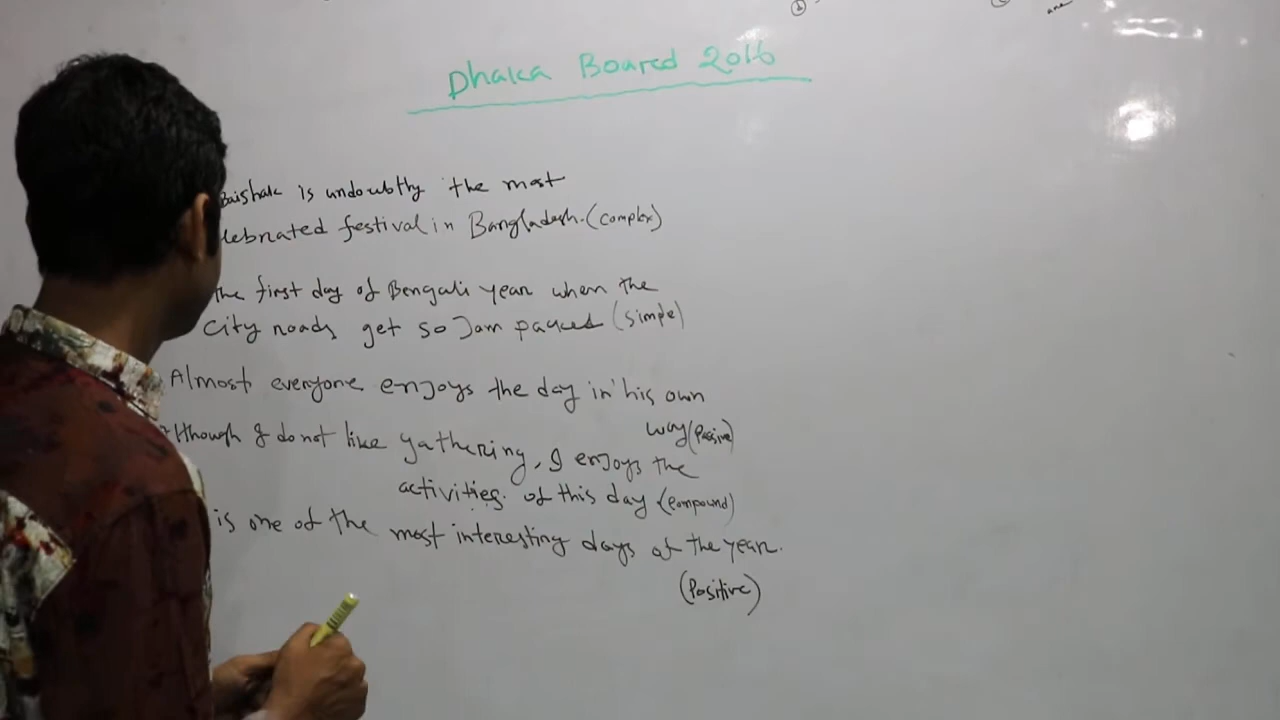 Dhaka Boared 2016
Baishak is undoubtly the most
lebrated festival in Bangladesh. (complex)
The first day of Bengali year when the
city roads get so Jam packed (simple)
Almost everyone enjoys the day in his own
way (Passive)
lthough I do not like gathering, I enjoys the
activities. of this day (compound)
is one of the most interesting days of the year.
(Positive)